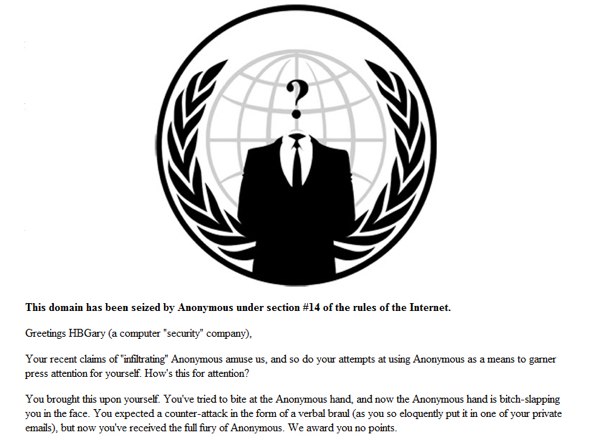 ?
This domain has been seized by Anonymous under section #14 of the rules of the Internet.
Greetings HBGary (a computer "security" company),
Your recent claims of "infiltrating" Anonymous amuse us, and so do your attempts at using Anonymous as a means to garner
press attention for yourself. How's this for attention?
You brought this upon yourself. You've tried to bite at the Anonymous hand, and now the Anonymous hand is bitch-slapping
you in the face. You expected a counter-attack in the form of a verbal braul (as you so eloquently put it in one of your private
emails), but now you've received the full fury of Anonymous. We award you no points.